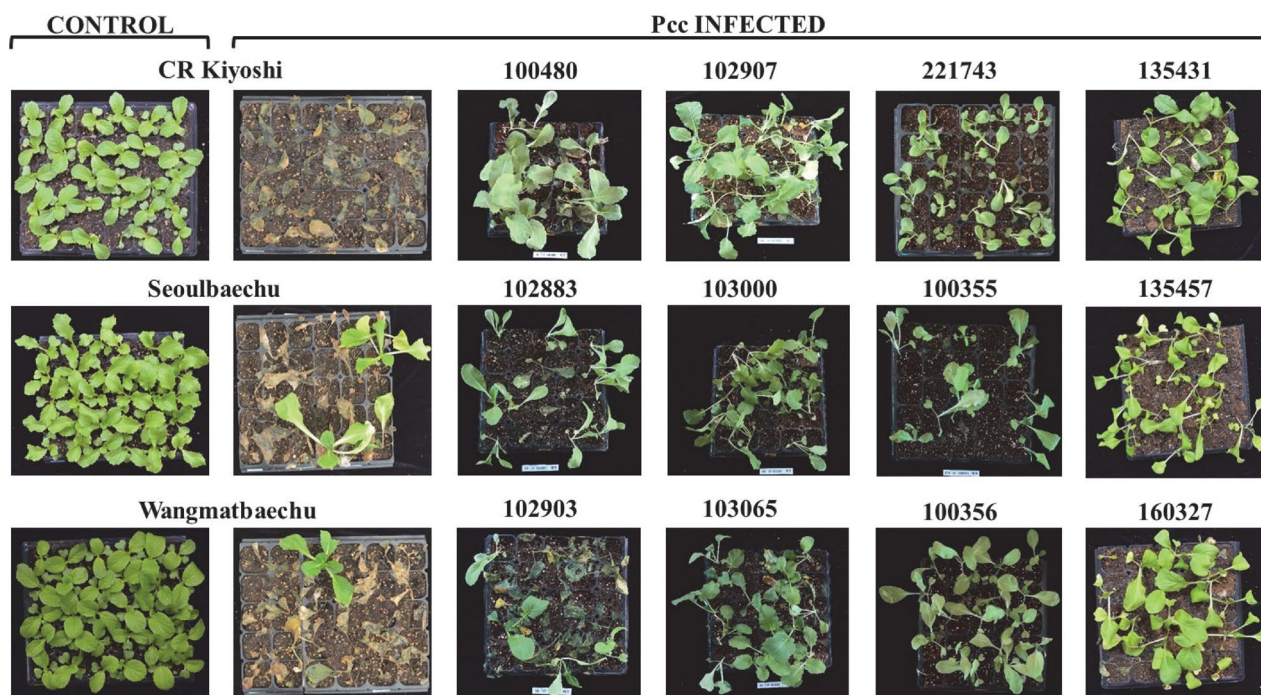 CONTROL Pcc INFECTED
CR Kiyoshi 100480 102907 221743 135431
Seoulbaechu 102883 103000 100355 135457
Wangmatbaechu 102903 103065 100356 160327